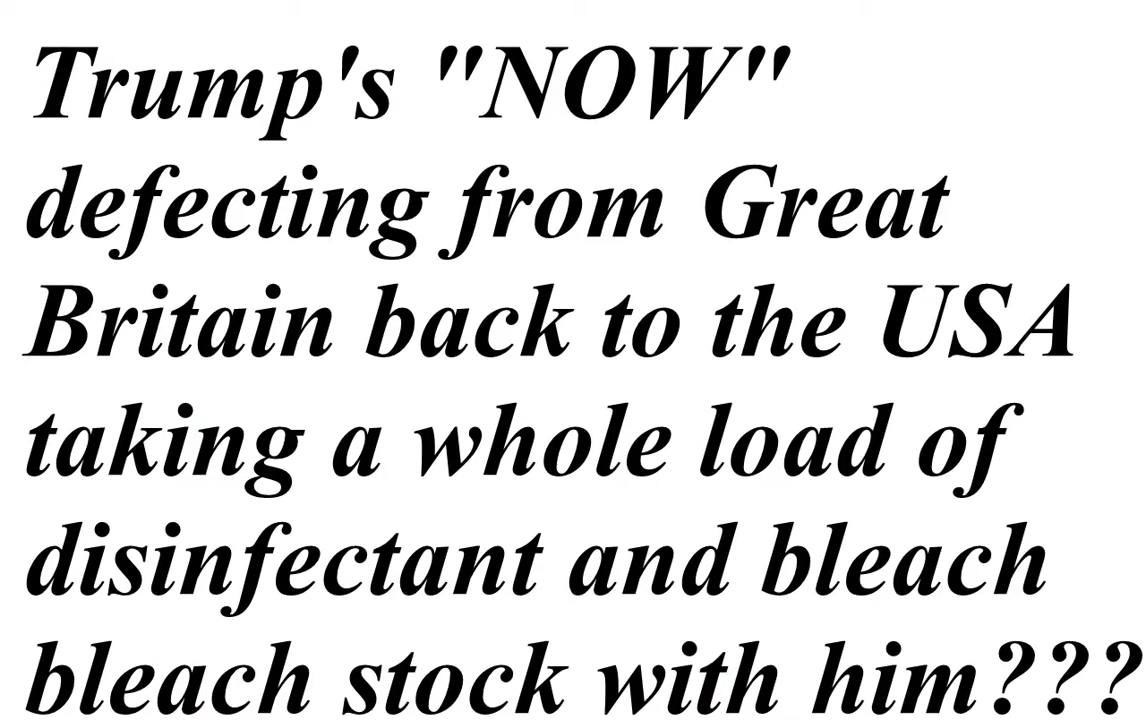 Trump's "NOW"
defecting from Great
Britain back to the USA
taking a whole load of
disinfectant and bleach
bleach stock with him???